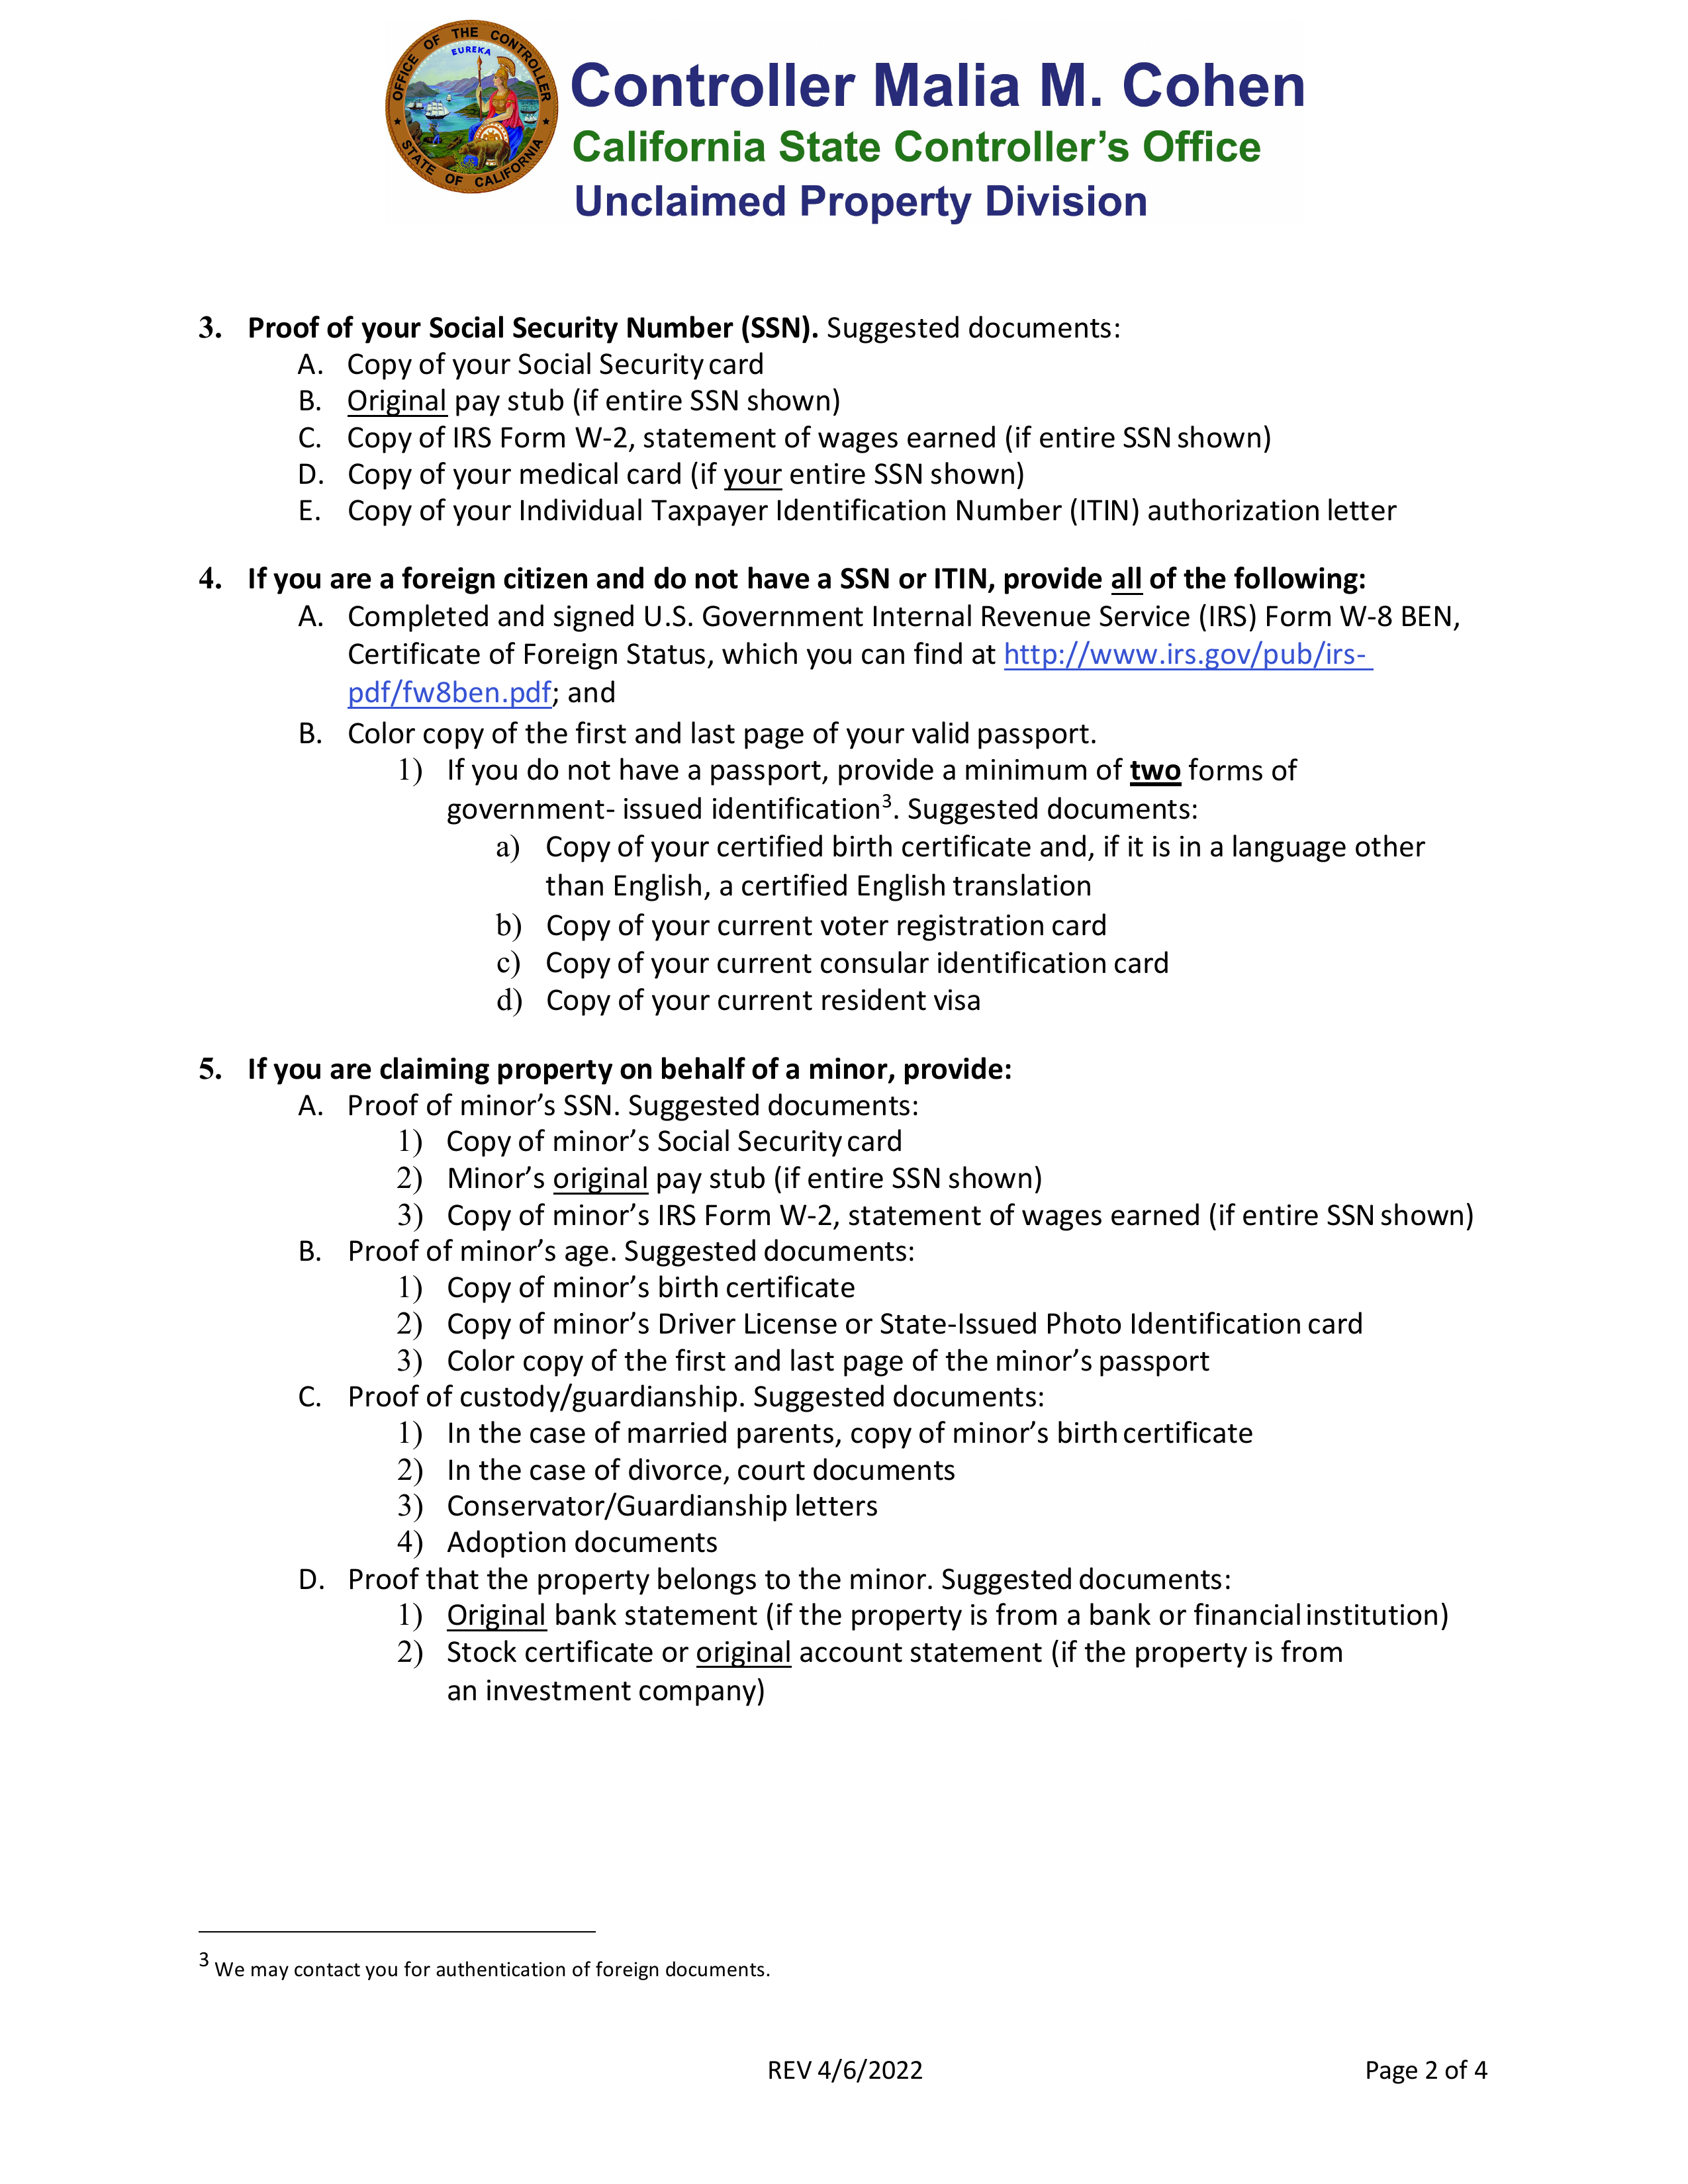 OFFICE OF THE CONTROLLER
EUREKA
STATE OF CALIFORNIA
Controller Malia M. Cohen
California State Controller’s Office
Unclaimed Property Division
3. Proof of your Social Security Number (SSN). Suggested documents:
A. Copy of your Social Security card
B. Original pay stub (if entire SSN shown)
C. Copy of IRS Form W-2, statement of wages earned (if entire SSN shown)
D. Copy of your medical card (if your entire SSN shown)
E. Copy of your Individual Taxpayer Identification Number (ITIN) authorization letter
4. If you are a foreign citizen and do not have a SSN or ITIN, provide all of the following:
A. Completed and signed U.S. Government Internal Revenue Service (IRS) Form W-8 BEN,
Certificate of Foreign Status, which you can find at http://www.irs.gov/pub/irs-
pdf/fw8ben.pdf; and
B. Color copy of the first and last page of your valid passport.
1) If you do not have a passport, provide a minimum of two forms of
government- issued identification3. Suggested documents:
a) Copy of your certified birth certificate and, if it is in a language other
than English, a certified English translation
b) Copy of your current voter registration card
c) Copy of your current consular identification card
d) Copy of your current resident visa
5. If you are claiming property on behalf of a minor, provide:
A. Proof of minor’s SSN. Suggested documents:
1) Copy of minor’s Social Security card
2) Minor’s original pay stub (if entire SSN shown)
3) Copy of minor’s IRS Form W-2, statement of wages earned (if entire SSN shown)
B. Proof of minor’s age. Suggested documents:
1) Copy of minor’s birth certificate
2) Copy of minor’s Driver License or State-Issued Photo Identification card
3) Color copy of the first and last page of the minor’s passport
C. Proof of custody/guardianship. Suggested documents:
1) In the case of married parents, copy of minor’s birth certificate
2) In the case of divorce, court documents
3) Conservator/Guardianship letters
4) Adoption documents
D. Proof that the property belongs to the minor. Suggested documents:
1) Original bank statement (if the property is from a bank or financial institution)
2) Stock certificate or original account statement (if the property is from
an investment company)
3 We may contact you for authentication of foreign documents.
REV 4/6/2022 Page 2 of 4